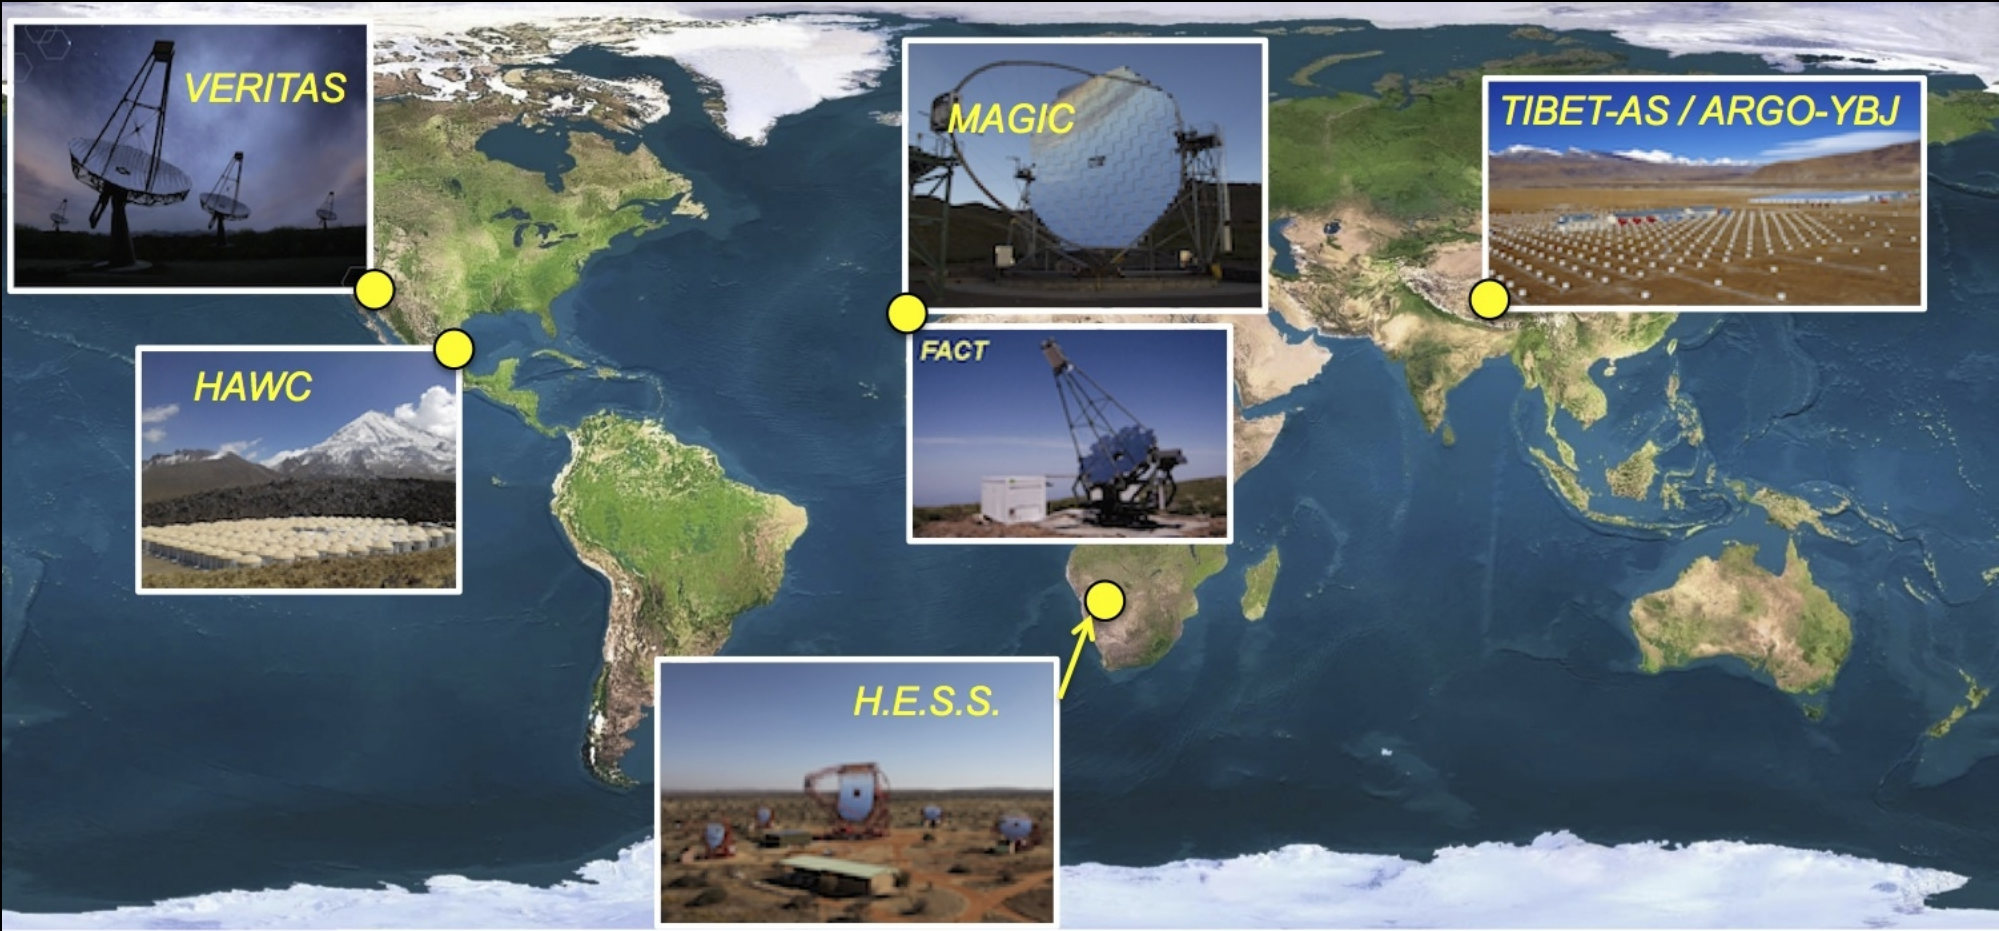 VERITAS
MAGIC
TIBET-AS / ARGO-YBJ
HAWC
FACT
H.E.S.S.